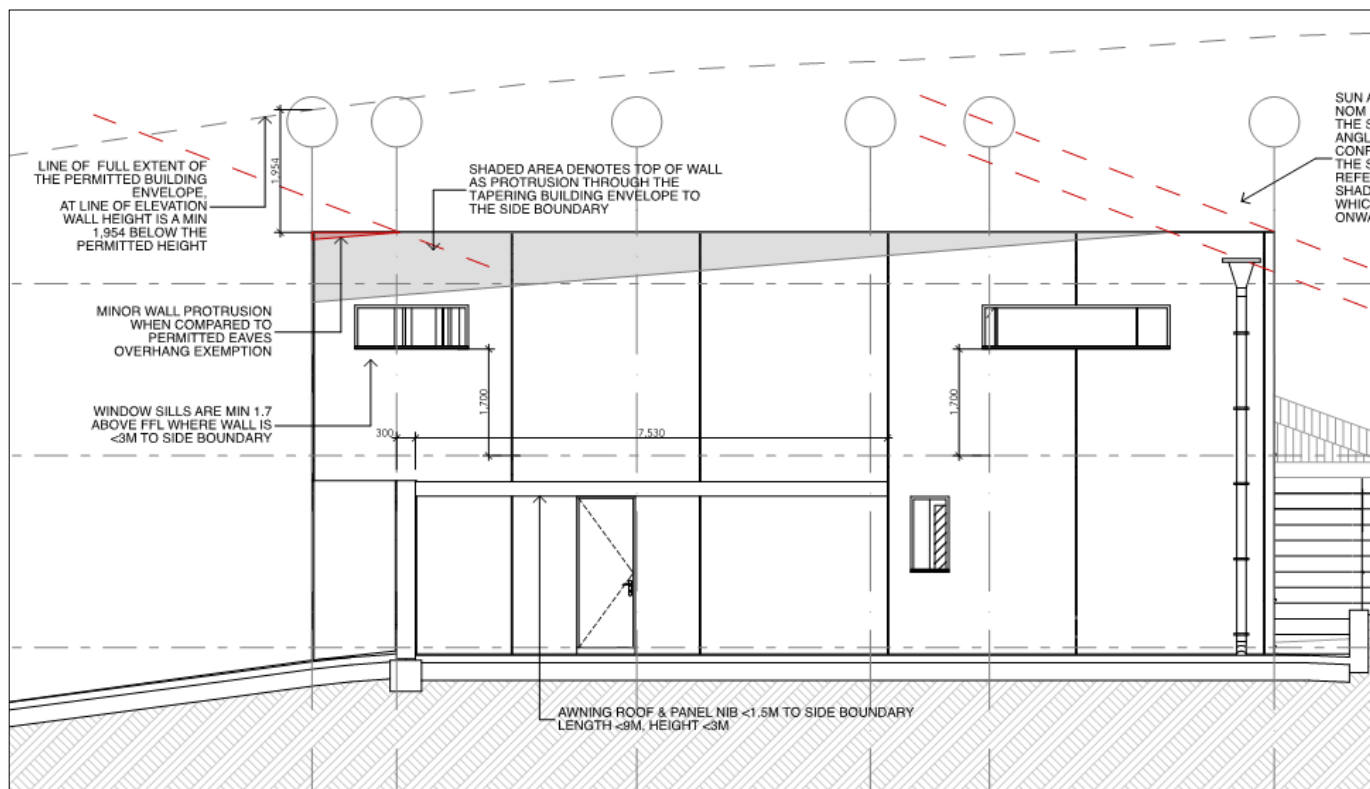 LINE OF FULL EXTENT OF
THE PERMITTED BUILDING
ENVELOPE,
AT LINE OF ELEVATION
WALL HEIGHT IS A MIN
1,954 BELOW THE
PERMITTED HEIGHT
1,954
SHADED AREA DENOTES TOP OF WALL
AS PROTRUSION THROUGH THE
TAPERING BUILDING ENVELOPE TO
THE SIDE BOUNDARY
SUN A
NOM
THE S
ANGL
CONF
THE S
REFE
SHAD
WHIC
ONWA
MINOR WALL PROTRUSION
WHEN COMPARED TO
PERMITTED EAVES
OVERHANG EXEMPTION
WINDOW SILLS ARE MIN 1.7
ABOVE FFL WHERE WALL IS
<3M TO SIDE BOUNDARY
300
1,700
7,530
1,700
AWNING ROOF & PANEL NIB <1.5M TO SIDE BOUNDARY
LENGTH <9M, HEIGHT <3M